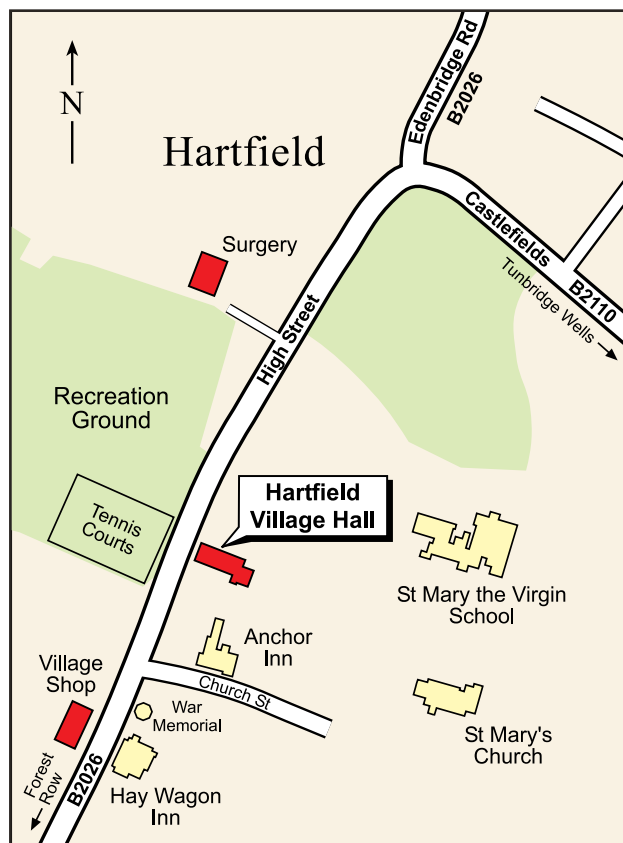 N
Hartfield
Edenbridge Rd
B2026
Castlefields
B2110
Tunbridge Wells
Surgery
High Street
Recreation
Ground
Tennis
Courts
Hartfield
Village Hall
St Mary the Virgin
School
Anchor
Inn
Church St
Village
Shop
War
Memorial
St Mary's
Church
Forest
Row
B2026
Hay Wagon
Inn